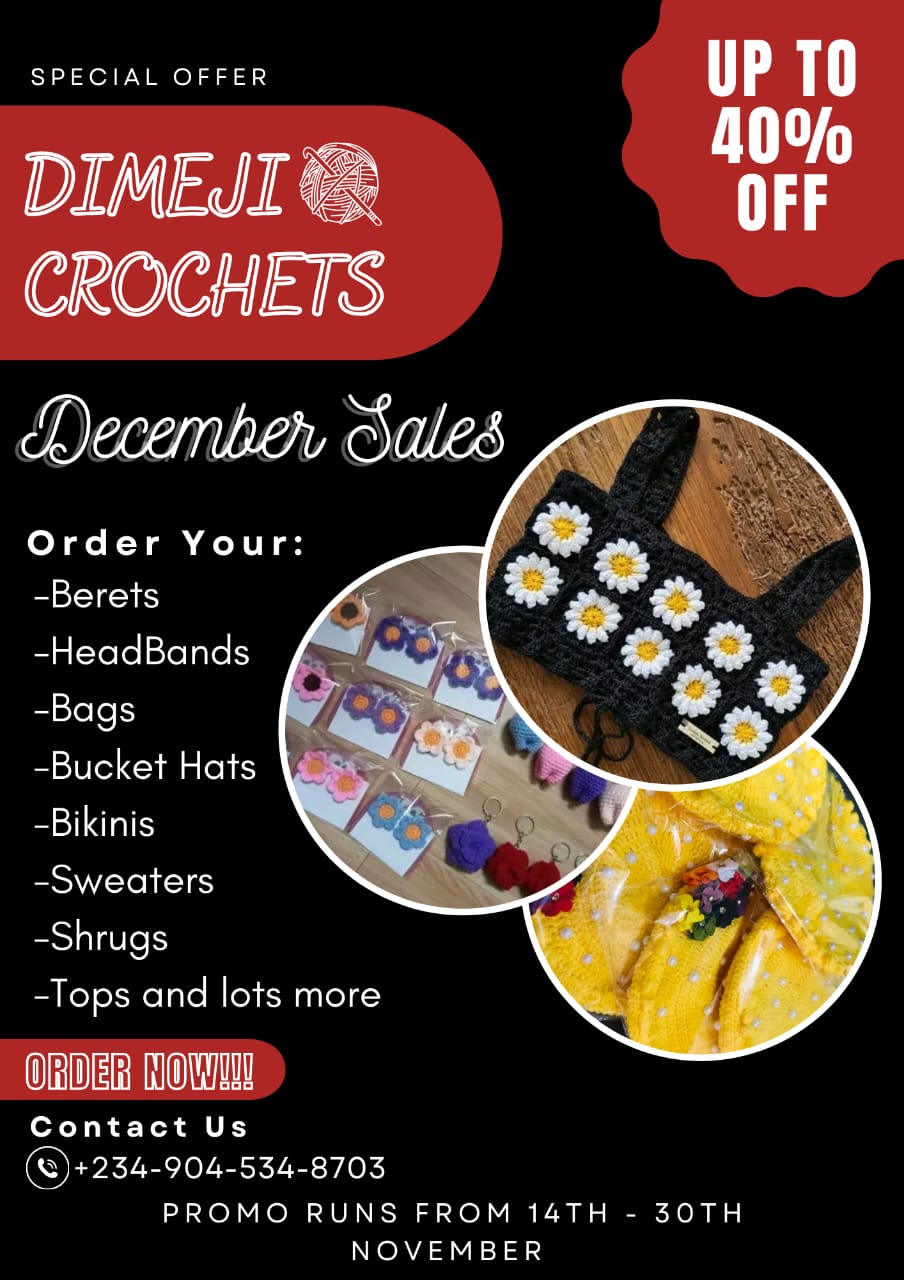 SPECIAL OFFER
UP TO
40%
OFF
DIMEJI
CROCHETS
December Sales
Order Your:
-Berets
-HeadBands
-Bags
-Bucket Hats
-Bikinis
-Sweaters
-Shrugs
-Tops and lots more
ORDER NOW!!!
Contact Us
+234-904-534-8703
PROMO RUNS FROM 14TH - 30TH
NOVEMBER